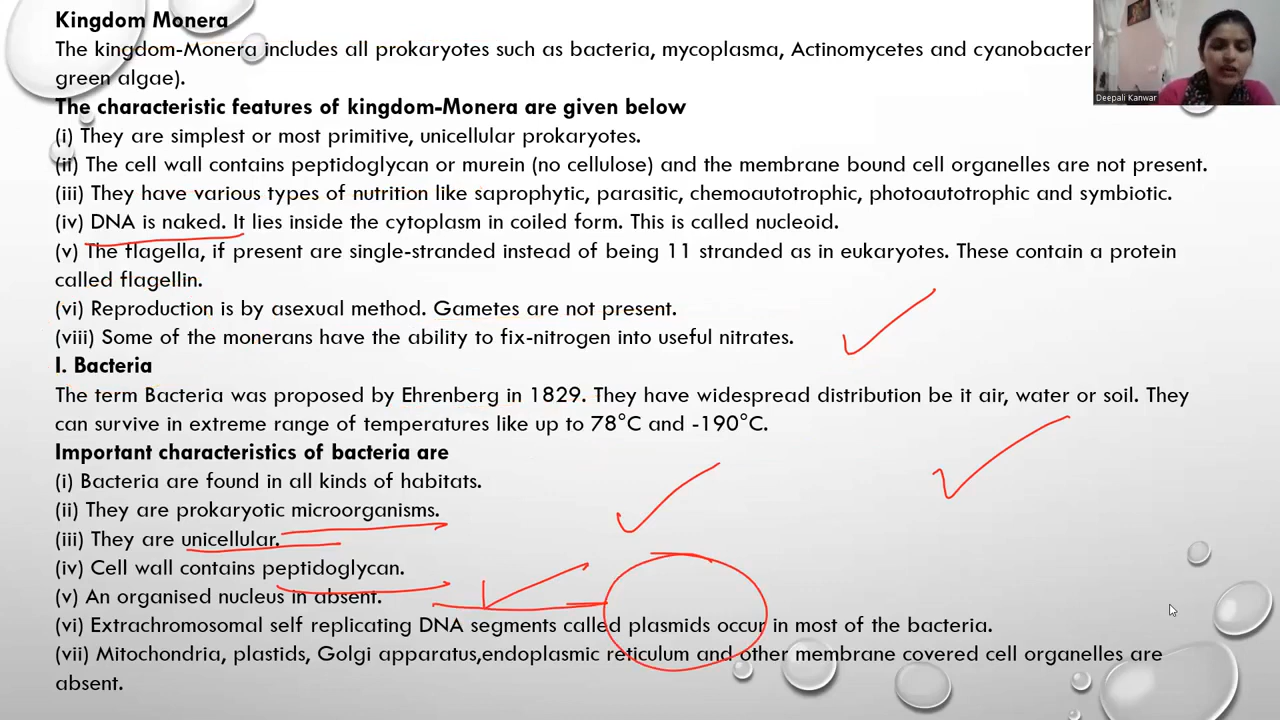 Kingdom Monera
The kingdom-Monera includes all prokaryotes such as bacteria, mycoplasma, Actinomycetes and cyanobacter
green algae).
Deepali Kanwar
The characteristic features of kingdom-Monera are given below
(i) They are simplest or most primitive, unicellular prokaryotes.
(ii) The cell wall contains peptidoglycan or murein (no cellulose) and the membrane bound cell organelles are not present.
(iii) They have various types of nutrition like saprophytic, parasitic, chemoautotrophic, photoautotrophic and symbiotic.
(iv) DNA is naked. It lies inside the cytoplasm in coiled form. This is called nucleoid.
(v) The flagella, if present are single-stranded instead of being 11 stranded as in eukaryotes. These contain a protein
called flagellin.
(vi) Reproduction is by asexual method. Gametes are not present.
(viii) Some of the monerans have the ability to fix-nitrogen into useful nitrates.
I. Bacteria
The term Bacteria was proposed by Ehrenberg in 1829. They have widespread distribution be it air, water or soil. They
can survive in extreme range of temperatures like up to 78°C and -190°C.
Important characteristics of bacteria are
(i) Bacteria are found in all kinds of habitats.
(ii) They are prokaryotic microorganisms.
(iii) They are unicellular.
(iv) Cell wall contains peptidoglycan.
(v) An organised nucleus in absent.
(vi) Extrachromosomal self replicating DNA segments called plasmids occur in most of the bacteria.
(vii) Mitochondria, plastids, Golgi apparatus,endoplasmic reticulum and other membrane covered cell organelles are
absent.